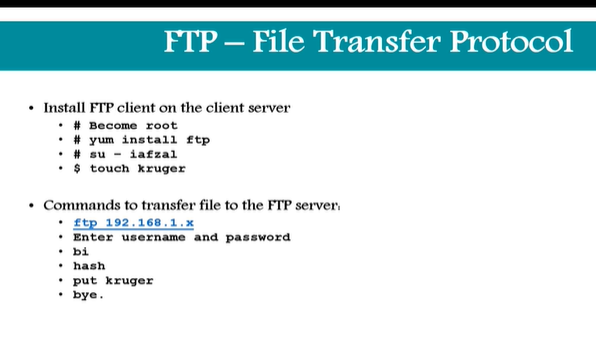 FTP – File Transfer Protocol
• Install FTP client on the client server
• # Become root
• # yum install ftp
• # su – iafzal
• $ touch kruger
• Commands to transfer file to the FTP server:
• ftp 192.168.1.x
• Enter username and password
• bi
• hash
• put kruger
• bye.